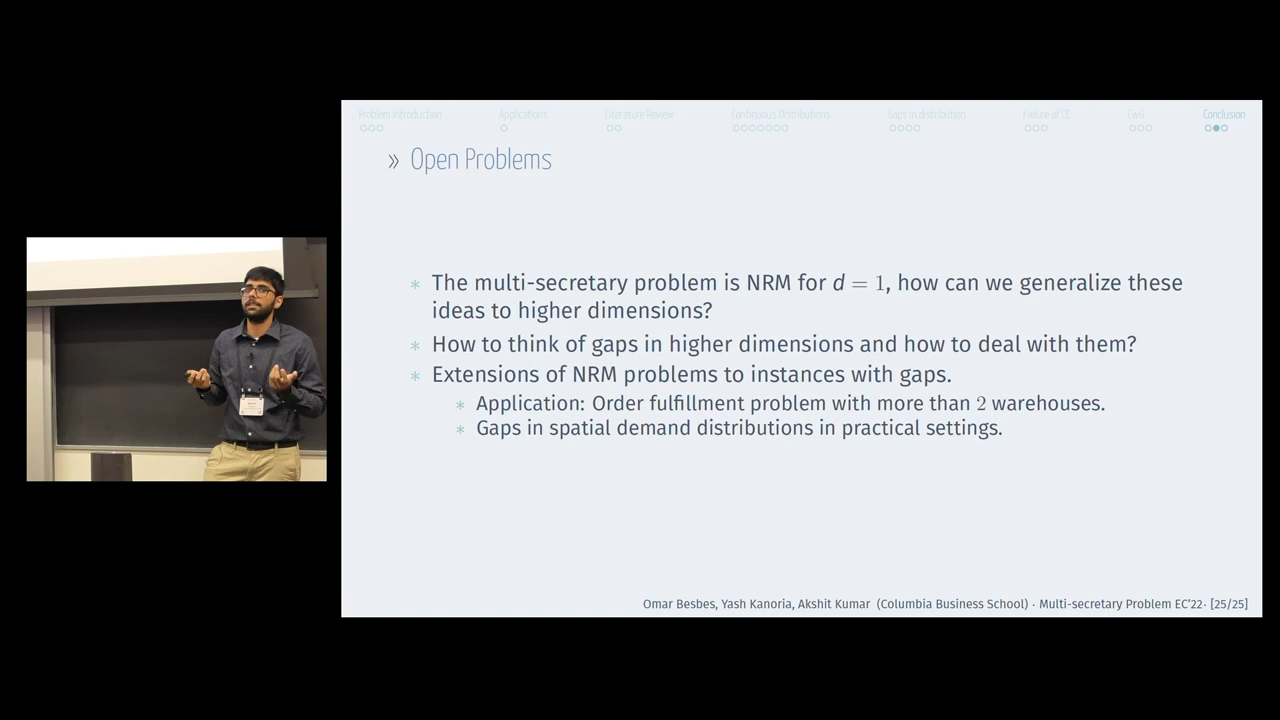 Problem Introduction Applications Literature Review Continuous Distributions Gaps in distribution Failure of CE CwG Conclusion
» Open Problems
* The multi-secretary problem is NRM for d = 1, how can we generalize these
ideas to higher dimensions?
* How to think of gaps in higher dimensions and how to deal with them?
* Extensions of NRM problems to instances with gaps.
* Application: Order fulfillment problem with more than 2 warehouses.
* Gaps in spatial demand distributions in practical settings.
Omar Besbes, Yash Kanoria, Akshit Kumar (Columbia Business School) · Multi-secretary Problem EC'22· [25/25]